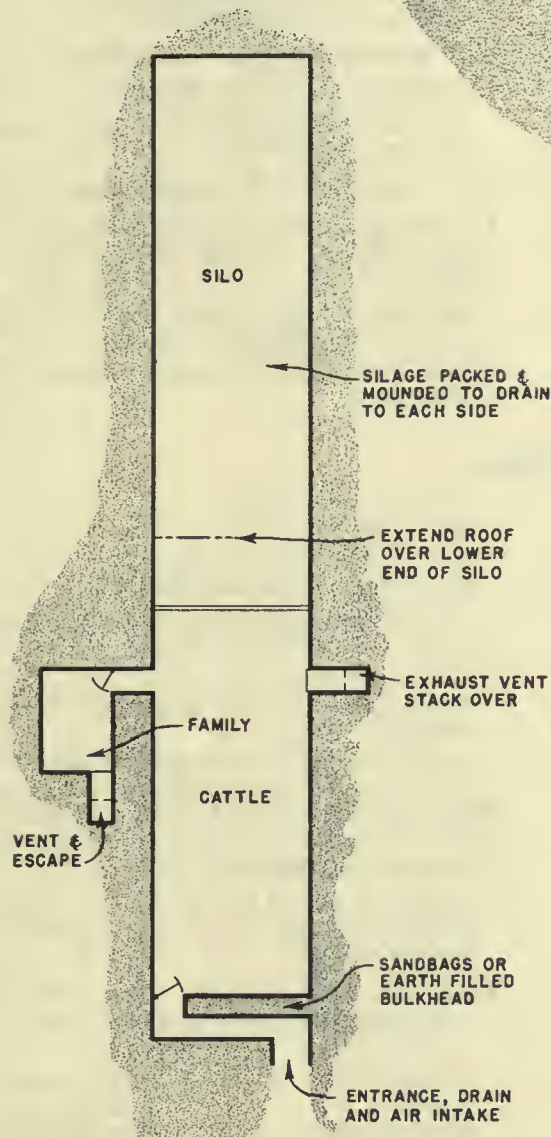 SILO
SILAGE PACKED &
MOUNDED TO DRAIN
TO EACH SIDE
EXTEND ROOF
OVER LOWER
END OF SILO
EXHAUST VENT
STACK OVER
FAMILY
CATTLE
VENT &
ESCAPE
SANDBAGS OR
EARTH FILLED
BULKHEAD
ENTRANCE, DRAIN
AND AIR INTAKE